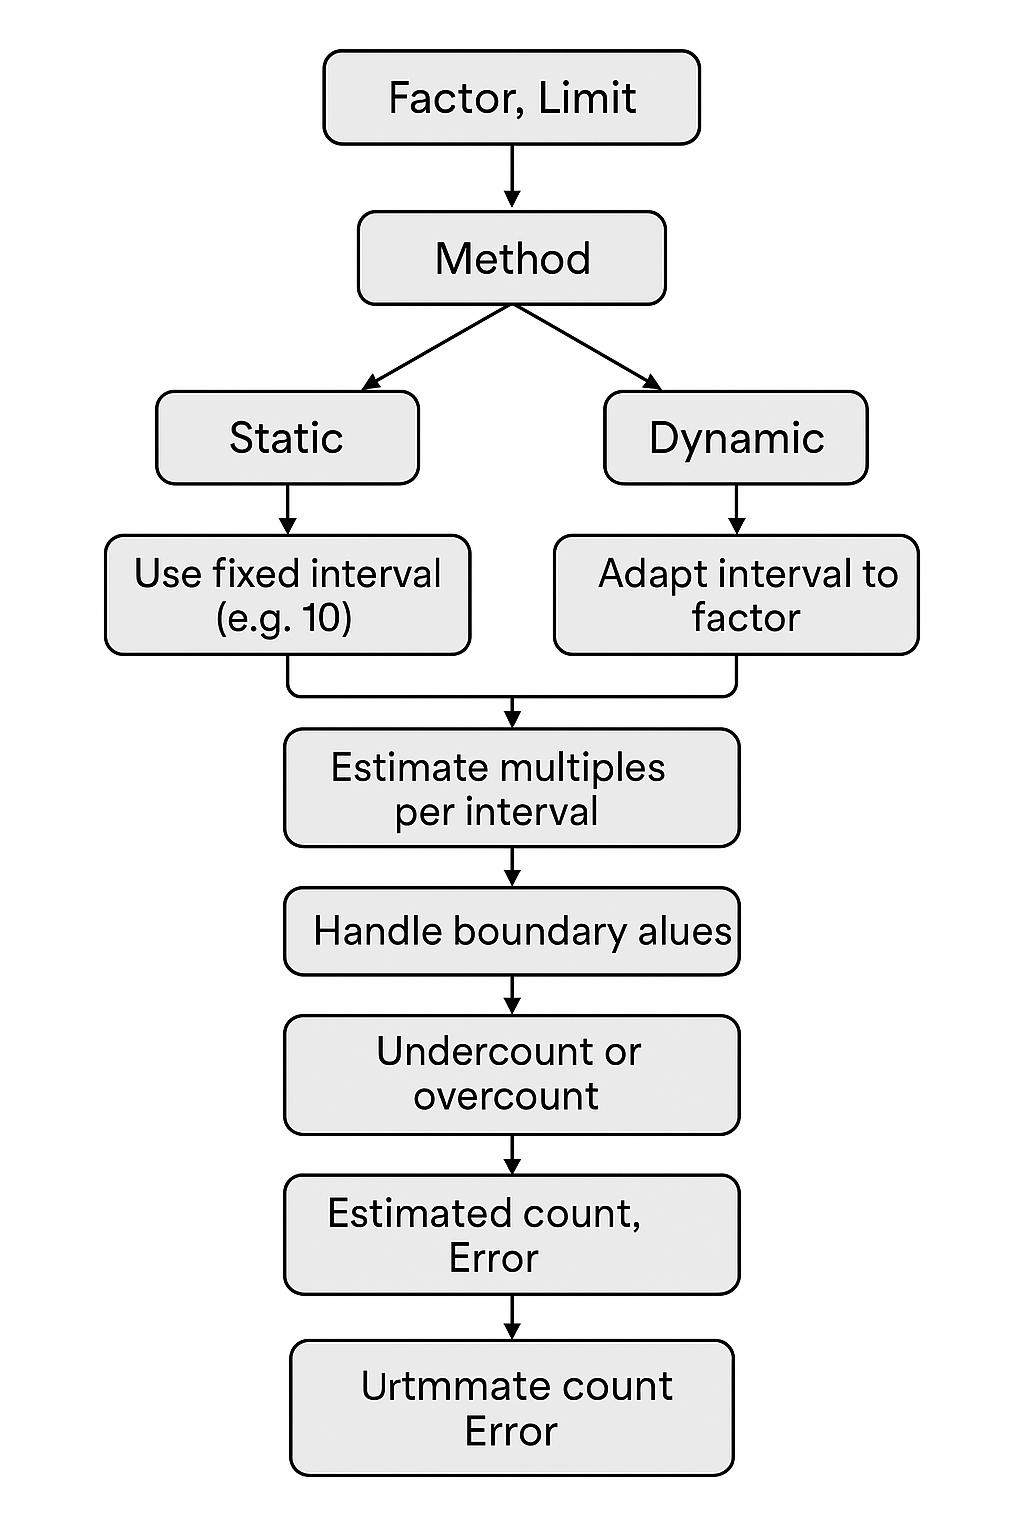 Factor, Limit
Method
Static
Dynamic
Use fixed interval
(e.g. 10)
Adapt interval to
factor
Estimate multiples
per interval
Handle boundary alues
Undercount or
overcount
Estimated count,
Error
Urtmmate count
Error